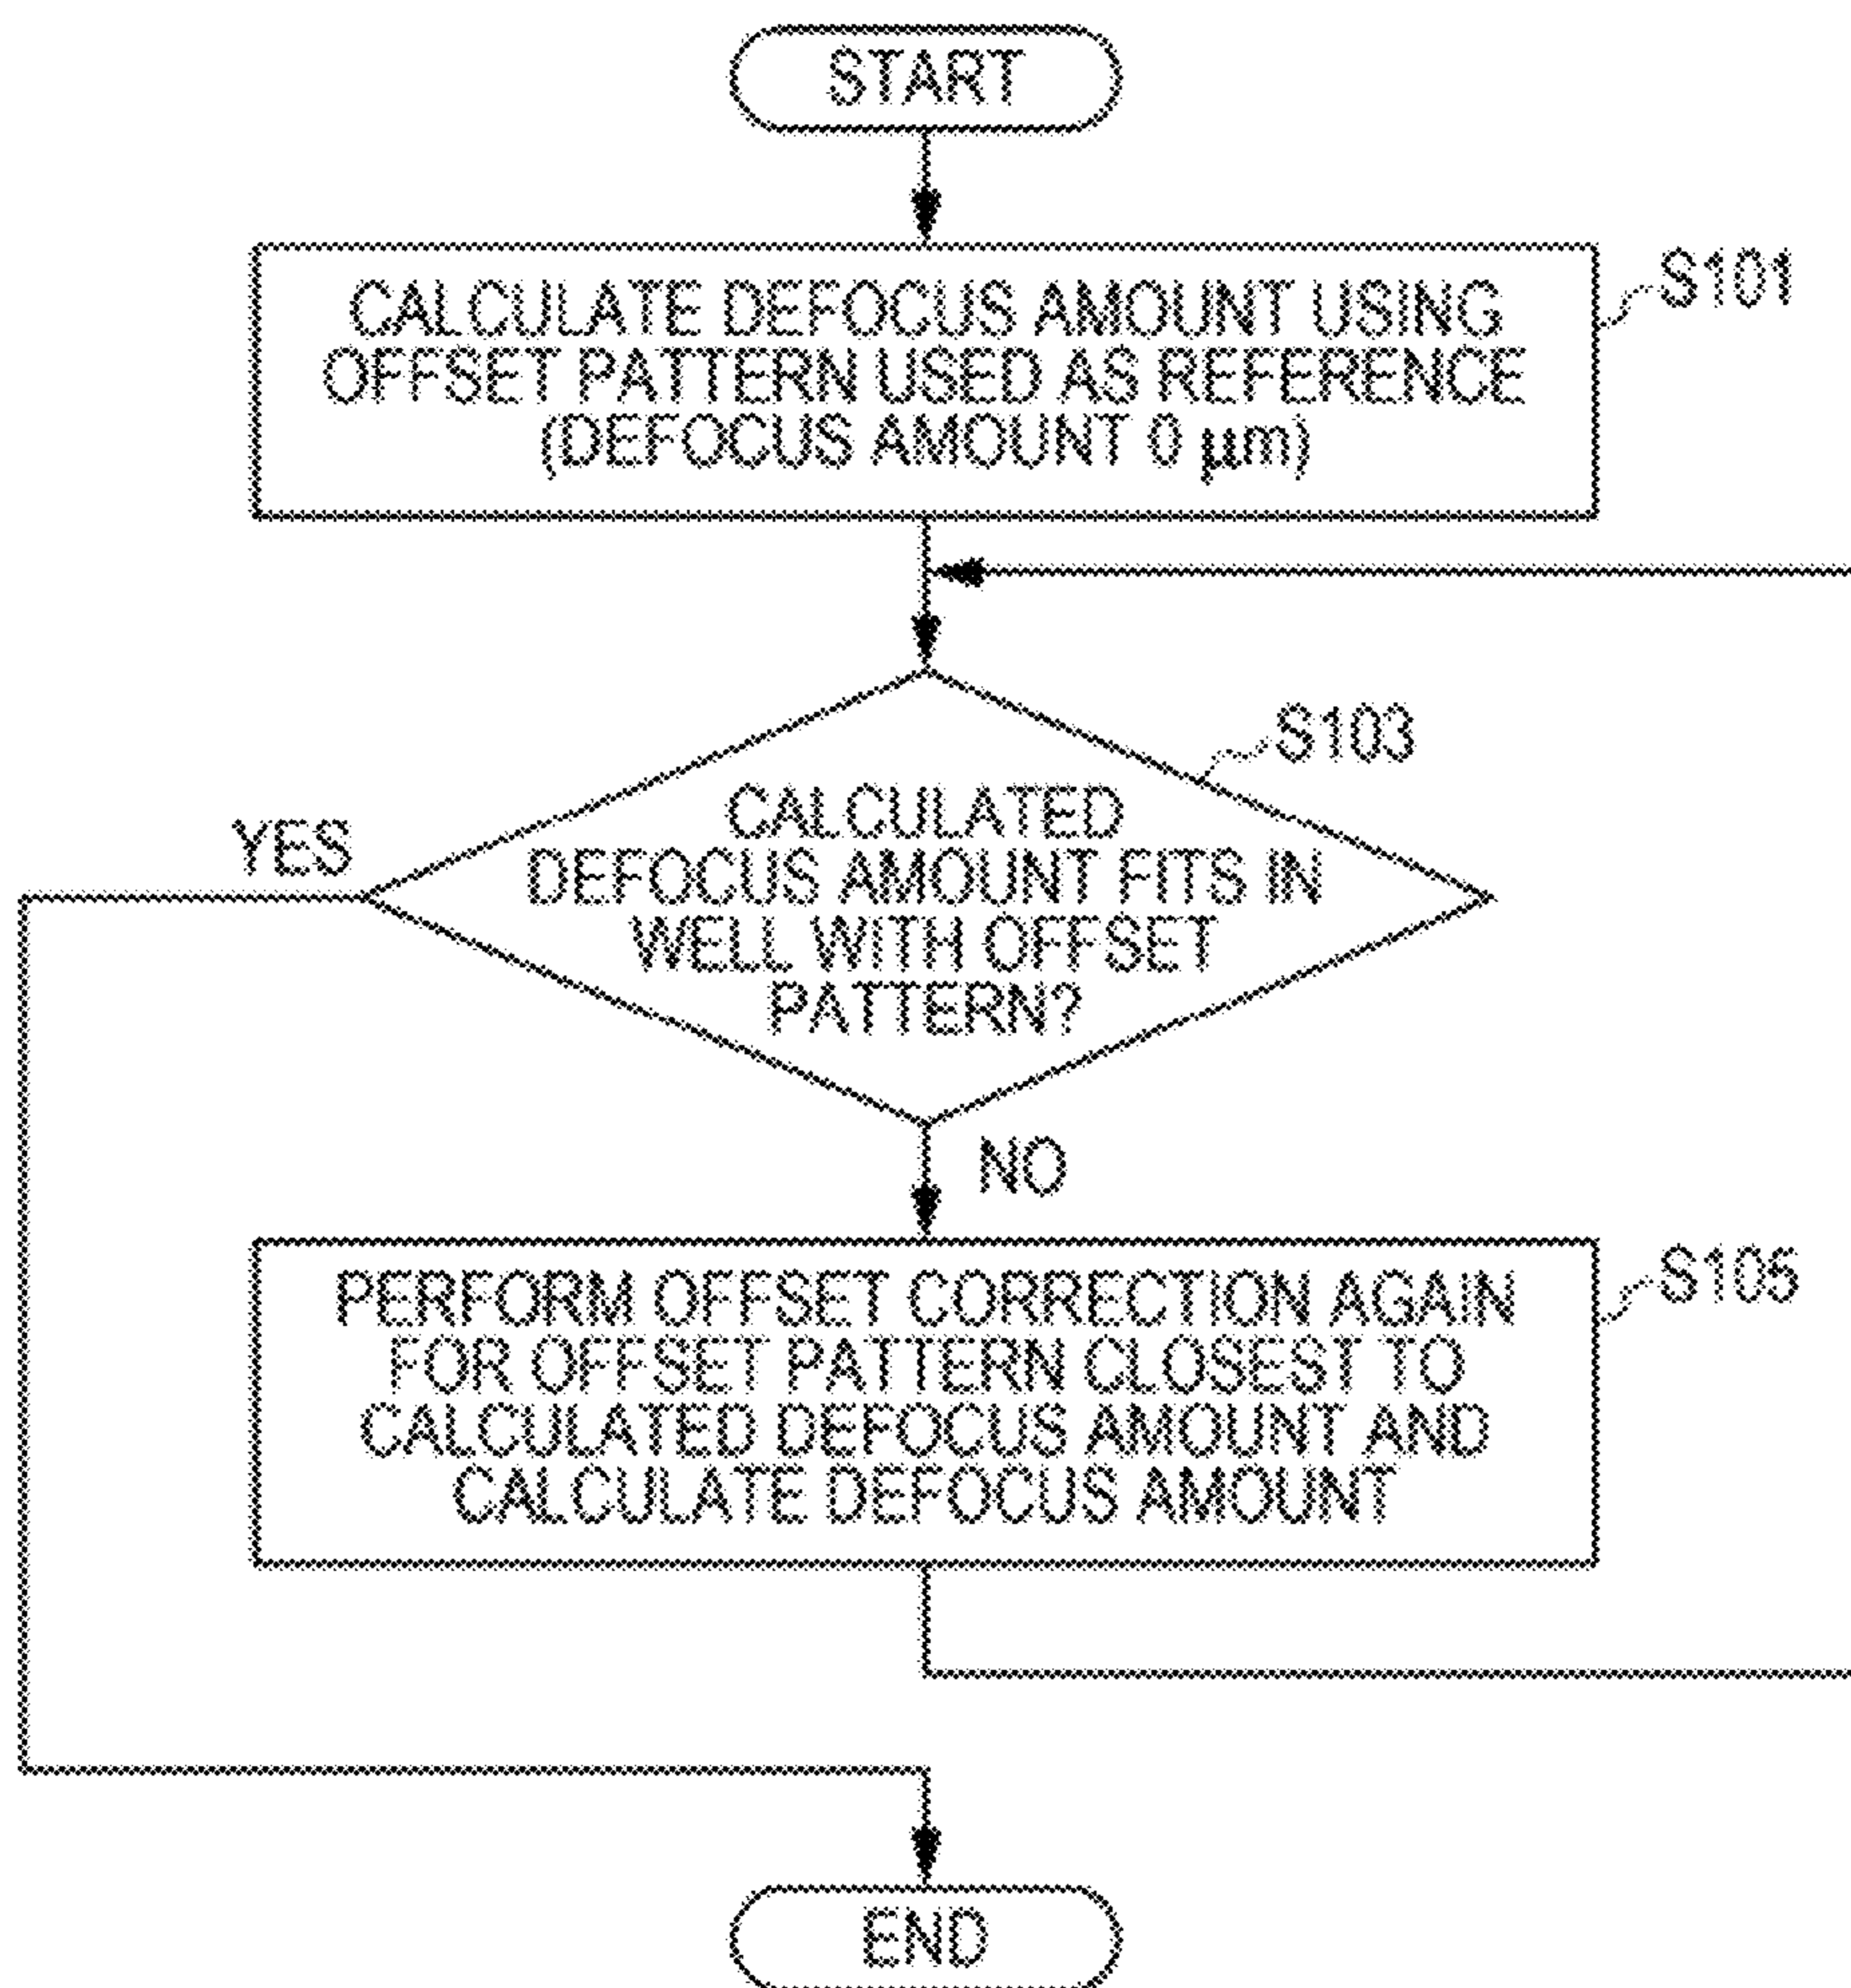 START
CALCULATE DEFOCUS AMOUNT USING
OFFSET PATTERN USED AS REFERENCE
(DEFOCUS AMOUNT 0 μm)
S101
S103
CALCULATED
DEFOCUS AMOUNT FITS IN
WELL WITH OFFSET
PATTERN?
YES
NO
PERFORM OFFSET CORRECTION AGAIN
FOR OFFSET PATTERN CLOSEST TO
CALCULATED DEFOCUS AMOUNT AND
CALCULATE DEFOCUS AMOUNT
S105
END